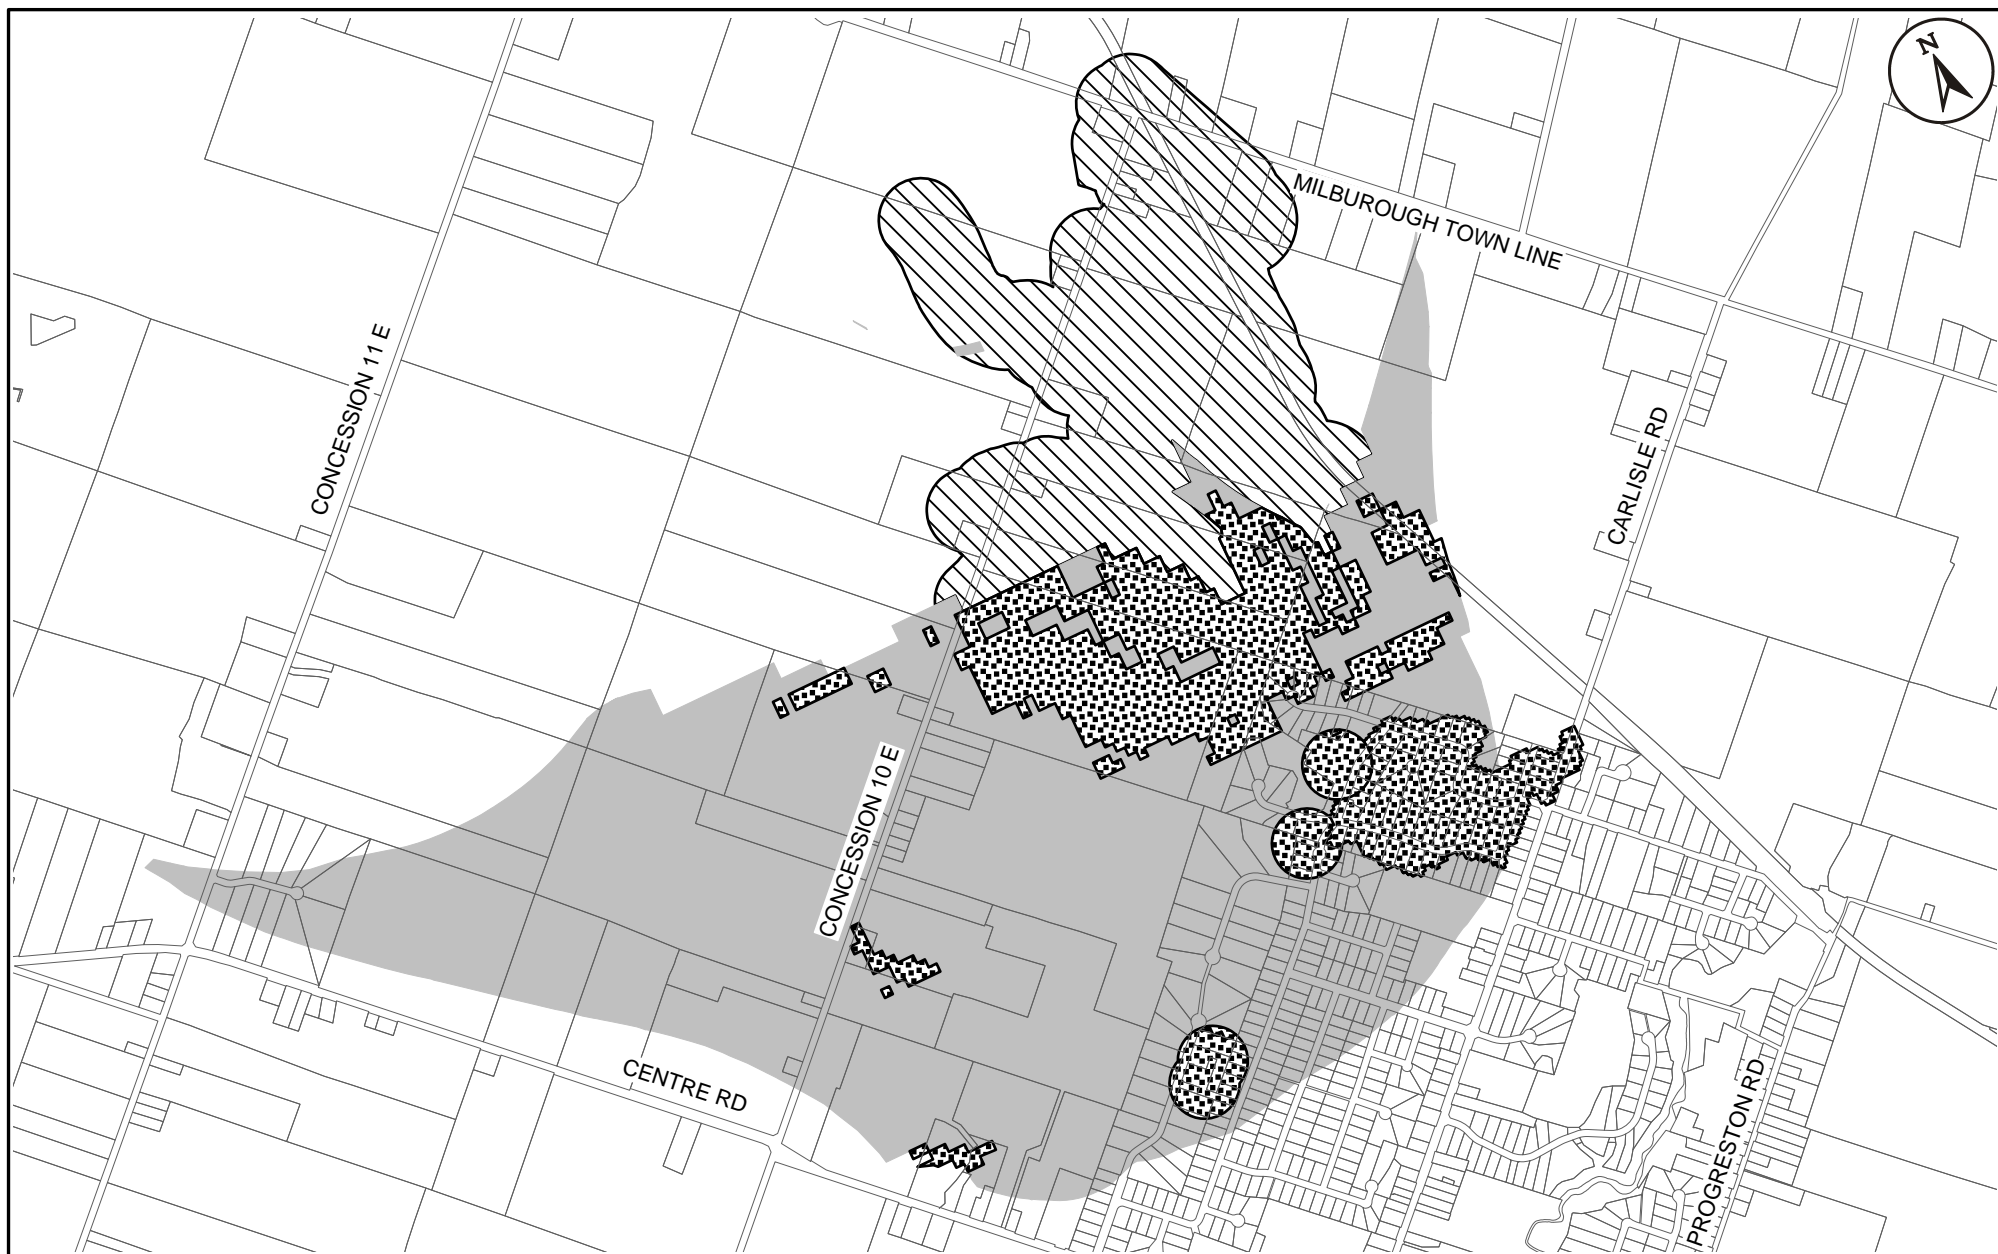 N
MILBUROUGH TOWN LINE
CONCESSION 11 E
CARLISLE RD
CONCESSION 10 E
CENTRE RD
PROGRESTON RD